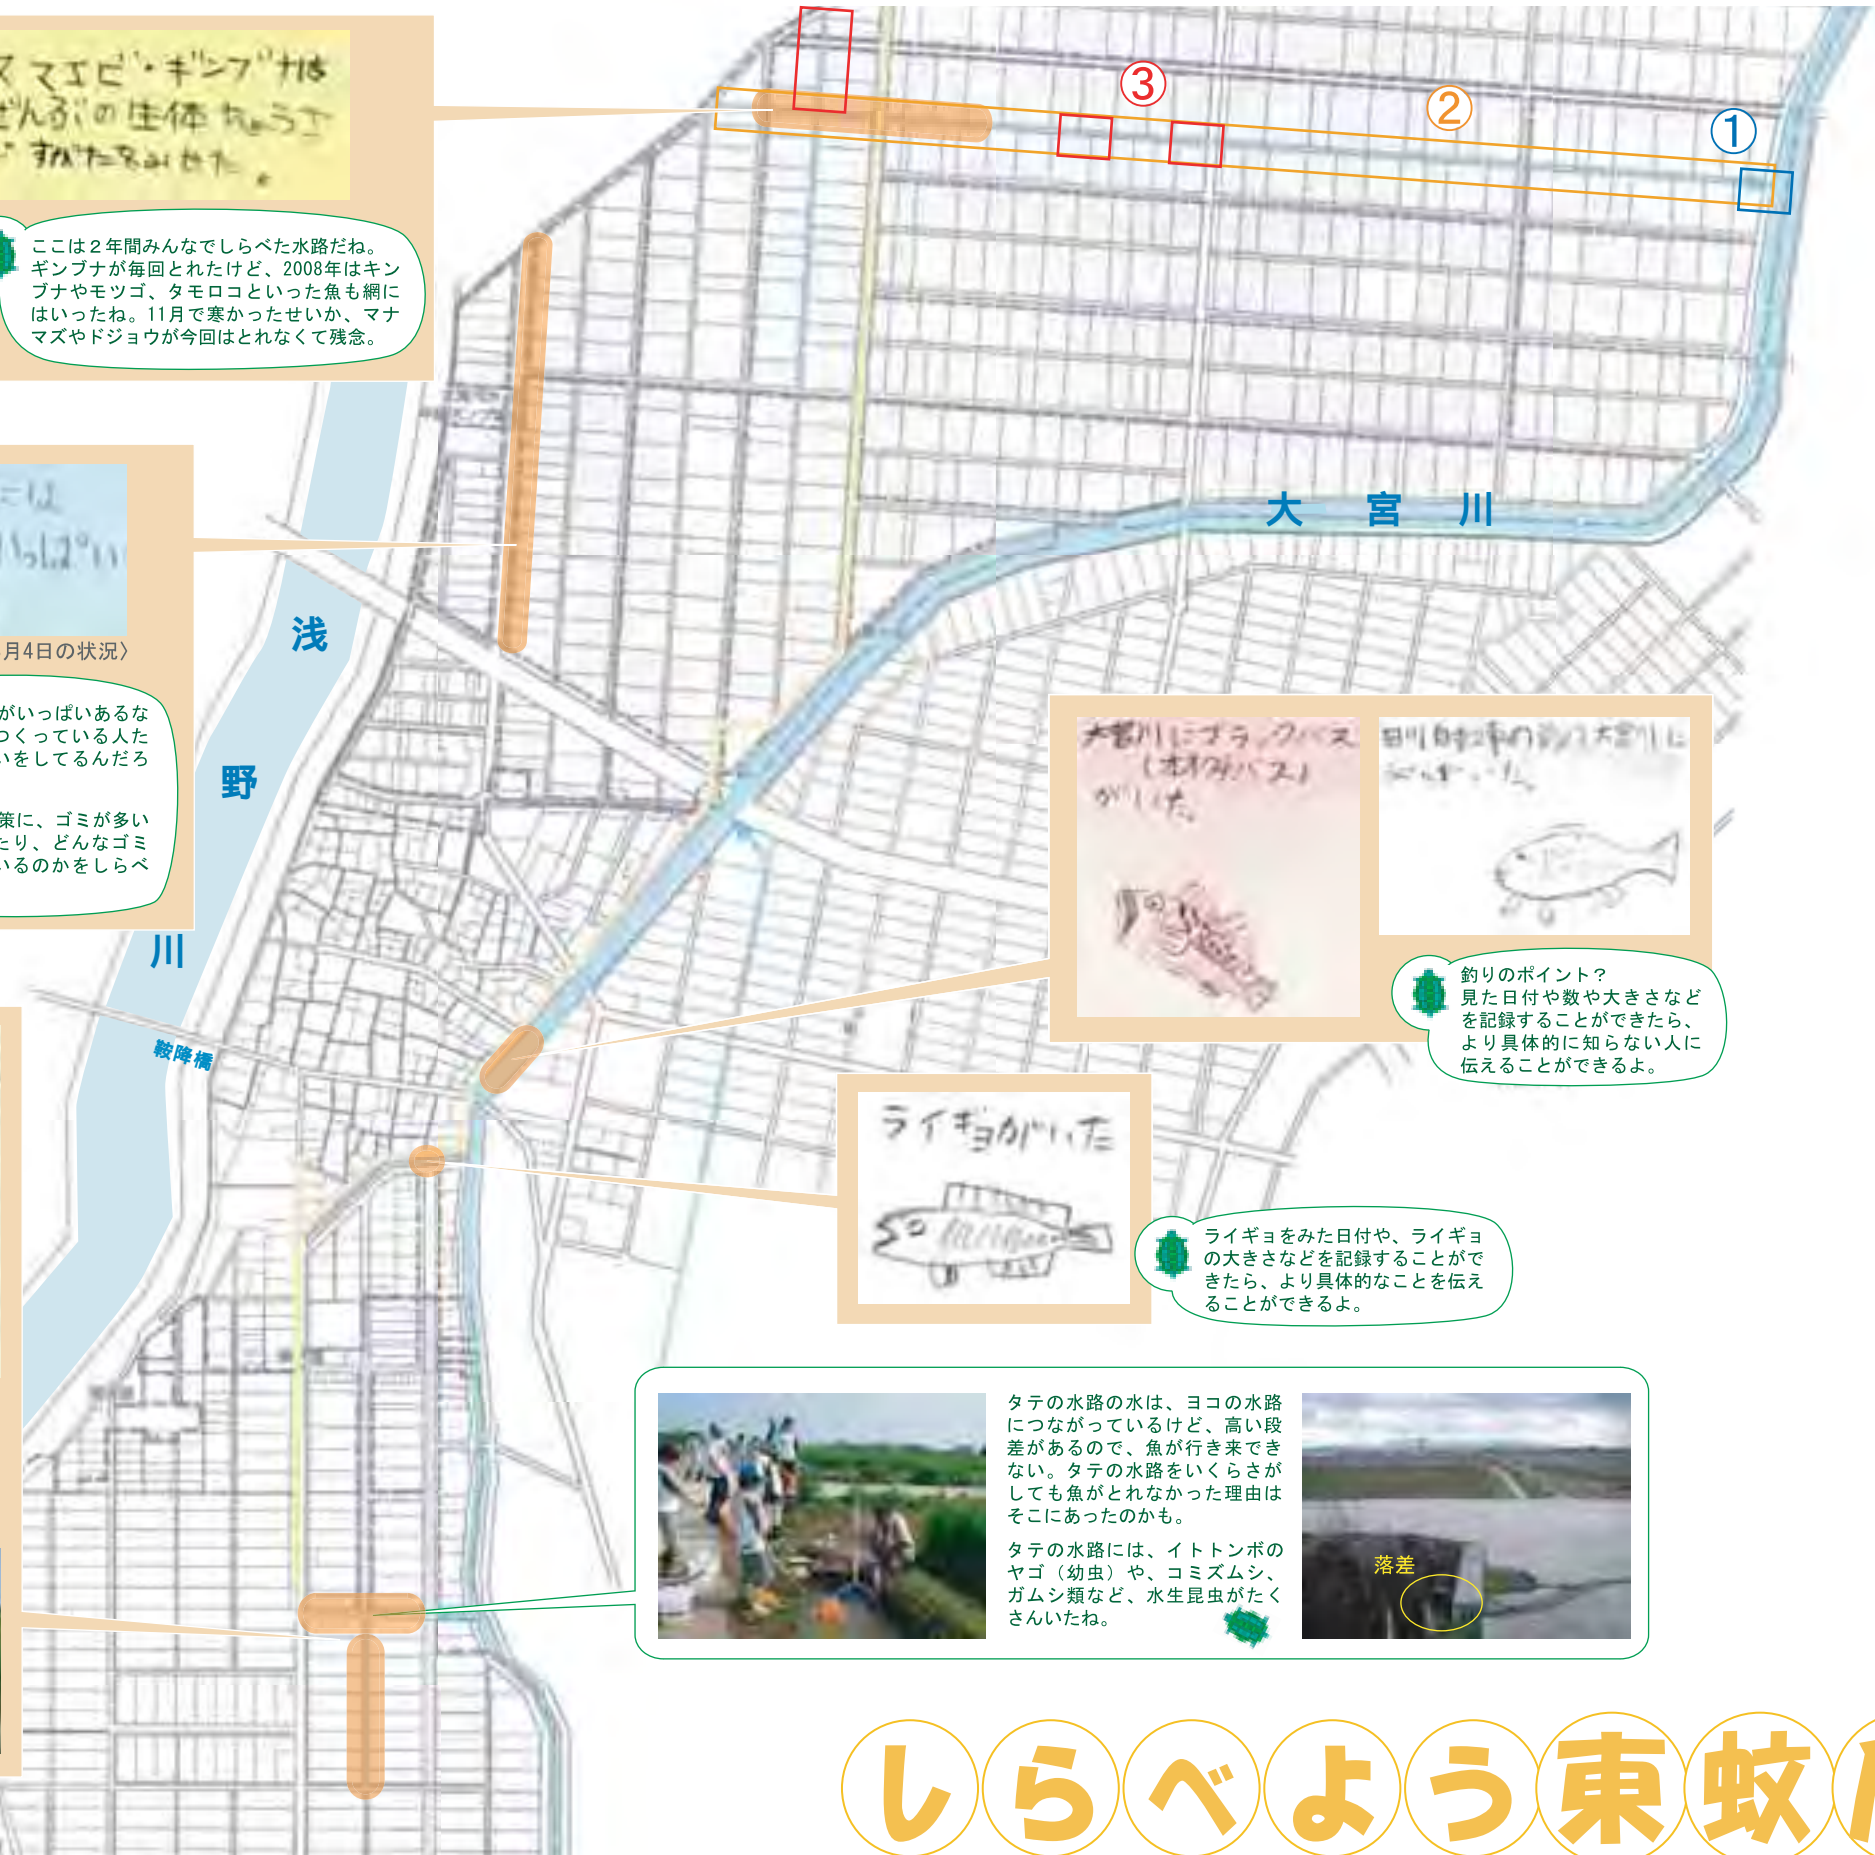 スマエビ・ギンブナは
ぜんぶの生体ちょうさ
で すがたをみせた。
ここは２年間みんなでしらべた水路だね。
ギンブナが毎回とれたけど、2008年はキン
ブナやモツゴ、タモロコといった魚も網に
はいったね。11月で寒かったせいか、マナ
マズやドジョウが今回はとれなくて残念。
③
②
①
には
いっぱい
月4日の状況〉
がいっぱいあるな
つくっている人た
いをしてるんだろ
策に、ゴミが多い
たり、どんなゴミ
いるのかをしらべ
大宮川
浅野川
鞍降橋
大宮川にブラックバス
がいた。
釣りのポイント？
見た日付や数や大きさなど
を記録することができたら、
より具体的に知らない人に
伝えることができるよ。
ライギョがいた
ライギョをみた日付や、ライギョ
の大きさなどを記録することがで
きたら、より具体的なことを伝え
ることができるよ。
タテの水路の水は、ヨコの水路
につながっているけど、高い段
差があるので、魚が行き来でき
ない。タテの水路をいくらさが
しても魚がとれなかった理由は
そこにあったのかも。
タテの水路には、イトトンボの
ヤゴ（幼虫）や、コミズムシ、
ガムシ類など、水生昆虫がたく
さんいたね。
落差
しらべよう東蚊